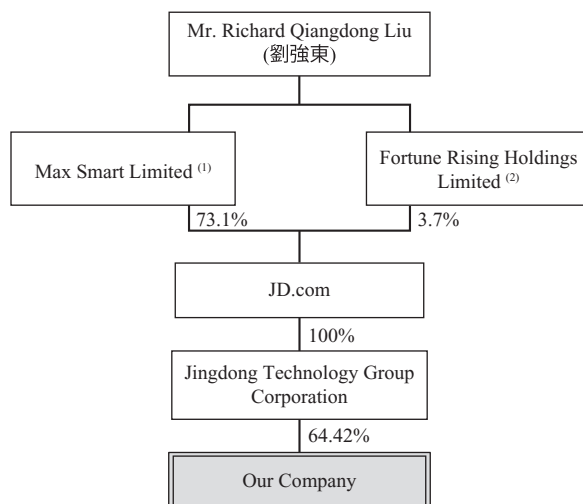 Mr. Richard Qiangdong Liu
(劉強東)
Max Smart Limited (1)
Fortune Rising Holdings
Limited (2)
73.1%
3.7%
JD.com
100%
Jingdong Technology Group
Corporation
64.42%
Our Company